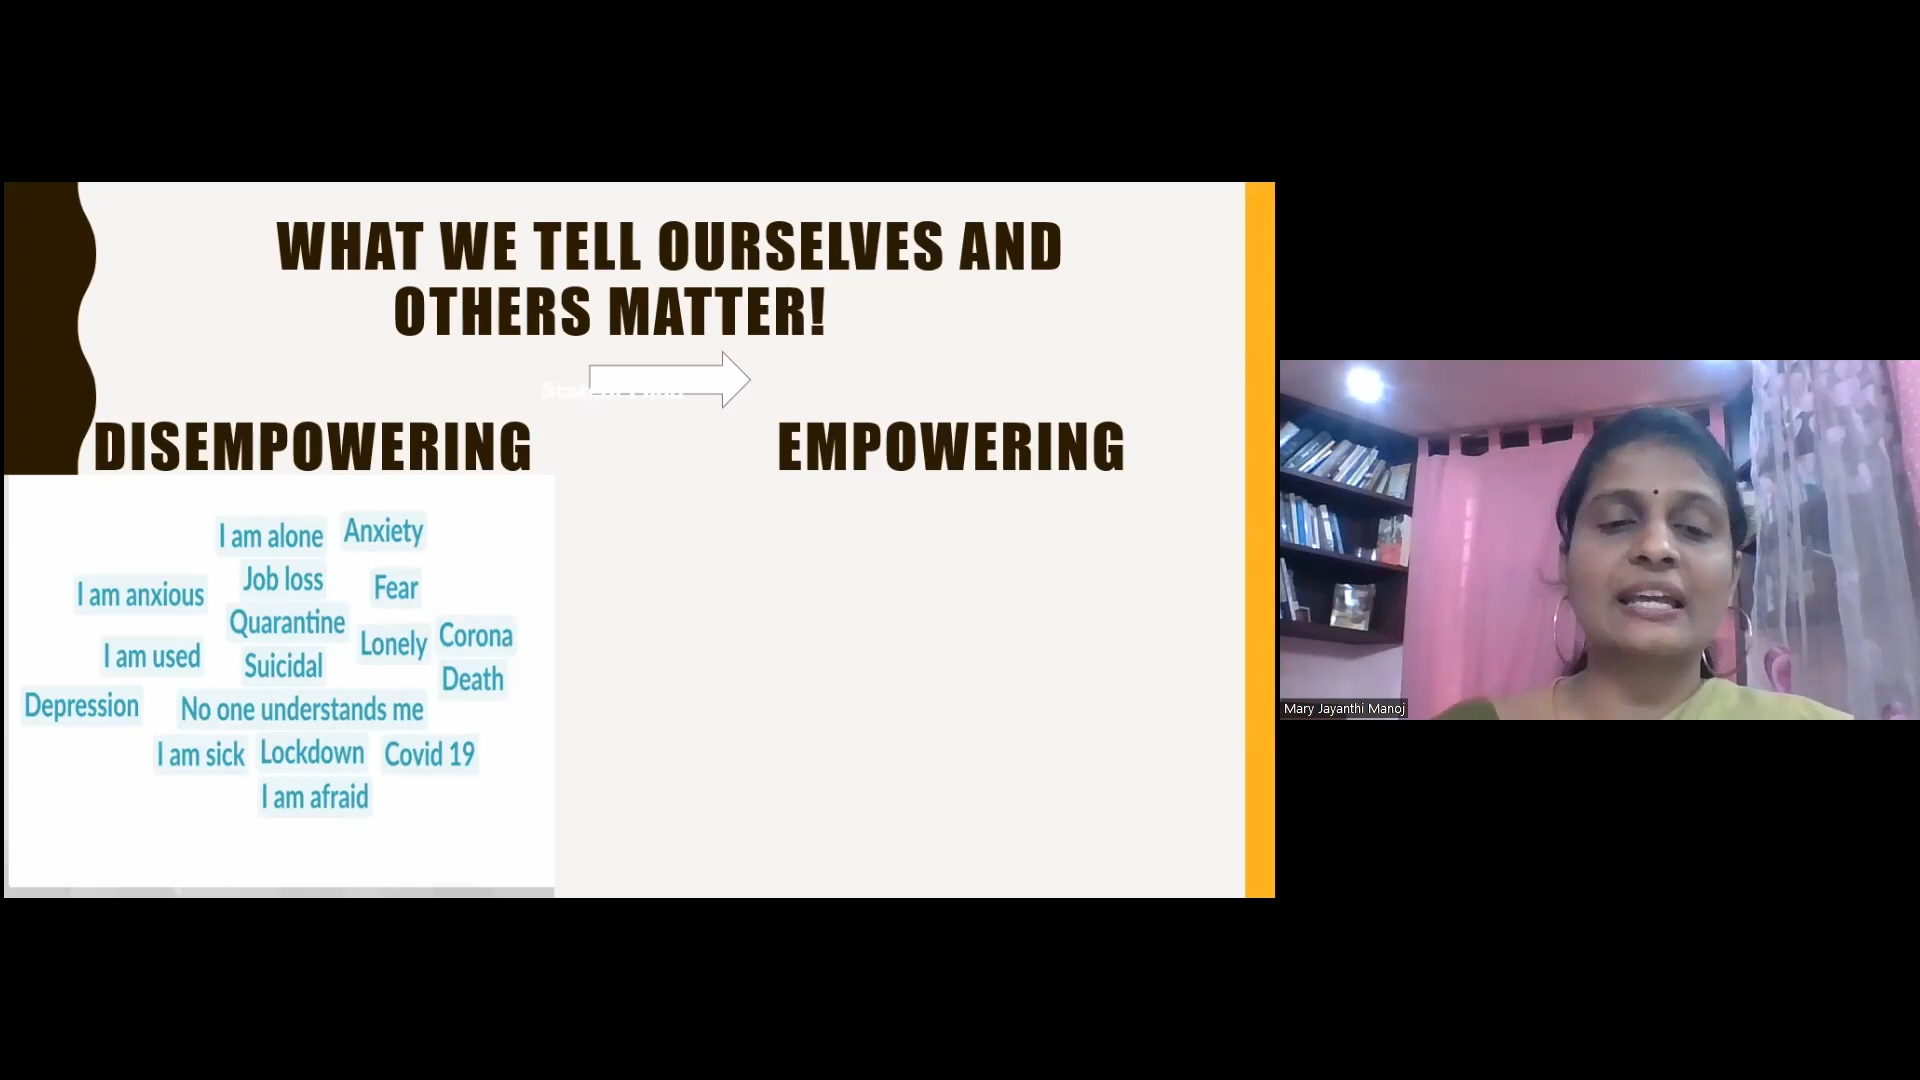 WHAT WE TELL OURSELVES AND
OTHERS MATTER!
DISEMPOWERING
EMPOWERING
I am alone
Anxiety
Job loss
Fear
I am anxious
Quarantine
Lonely
Corona
I am used
Suicidal
Death
Depression
No one understands me
I am sick
Lockdown
Covid 19
I am afraid
Mary Jayanthi Manoj